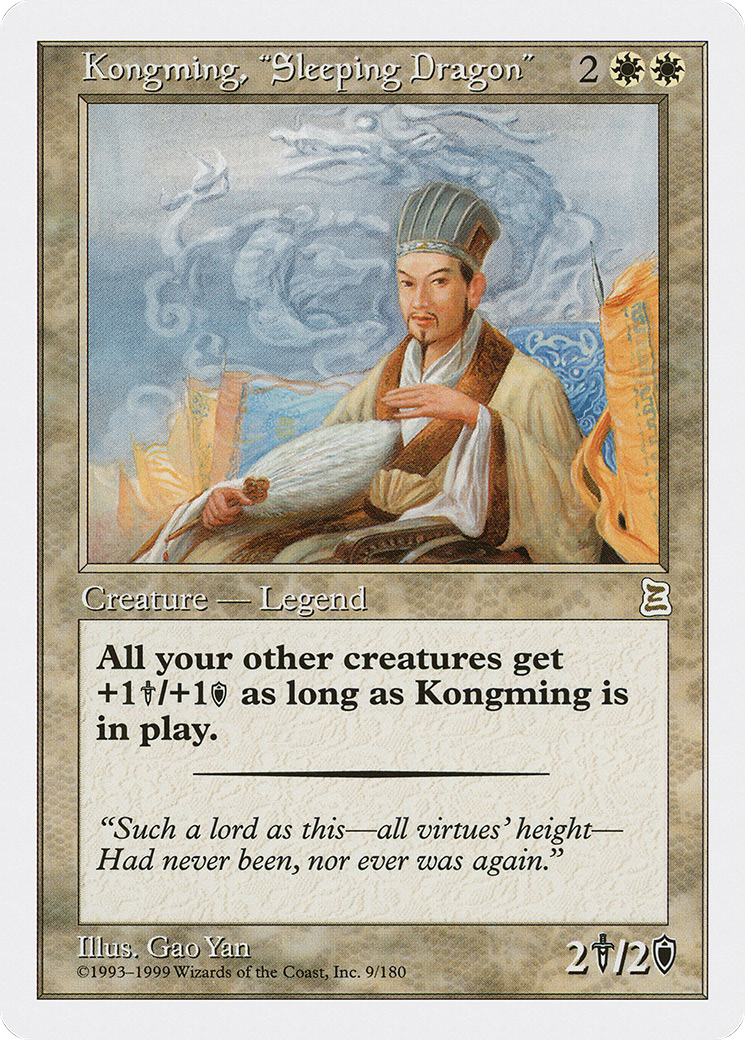 Kongming, “Sleeping Dragon” 2
Creature — Legend
All your other creatures get
+1/+1 as long as Kongming is
in play.
“Such a lord as this—all virtues’ height—
Had never been, nor ever was again.”
Illus. Gao Yan
©1993–1999 Wizards of the Coast, Inc. 9/180
2/2